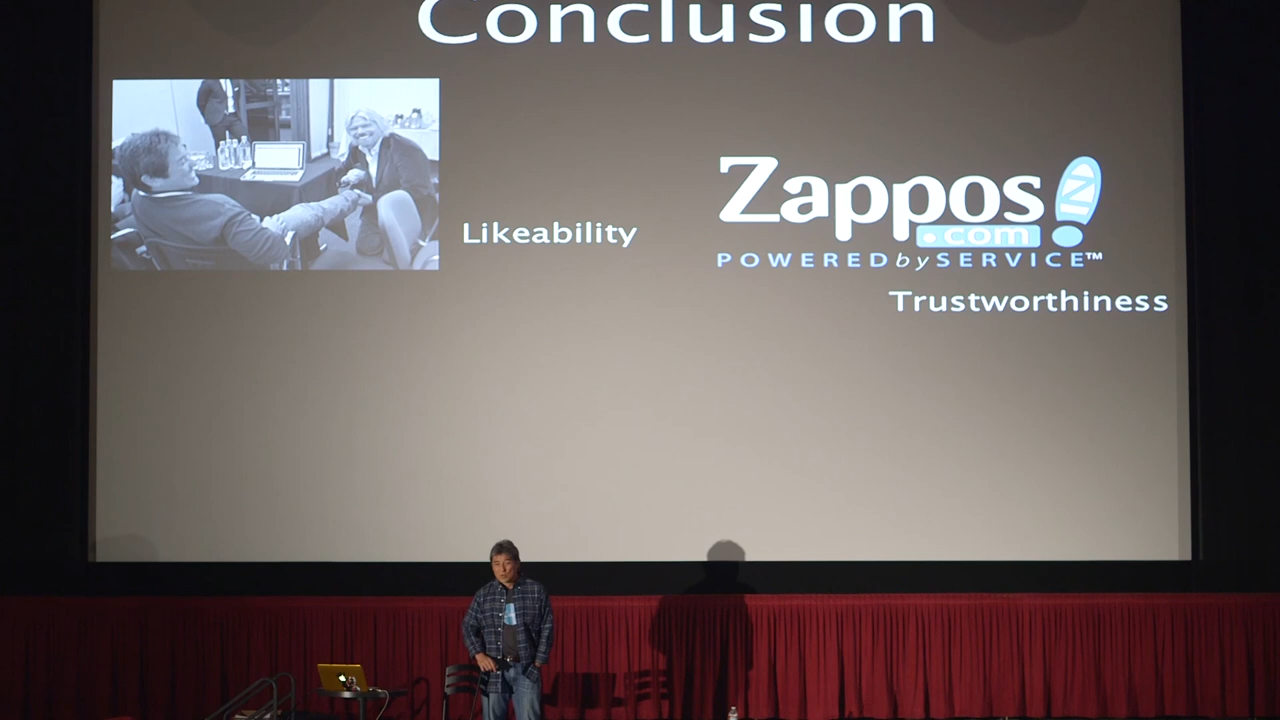 Conclusion
Likeability
Zappos
.com
POWERED by SERVICE™
Trustworthiness